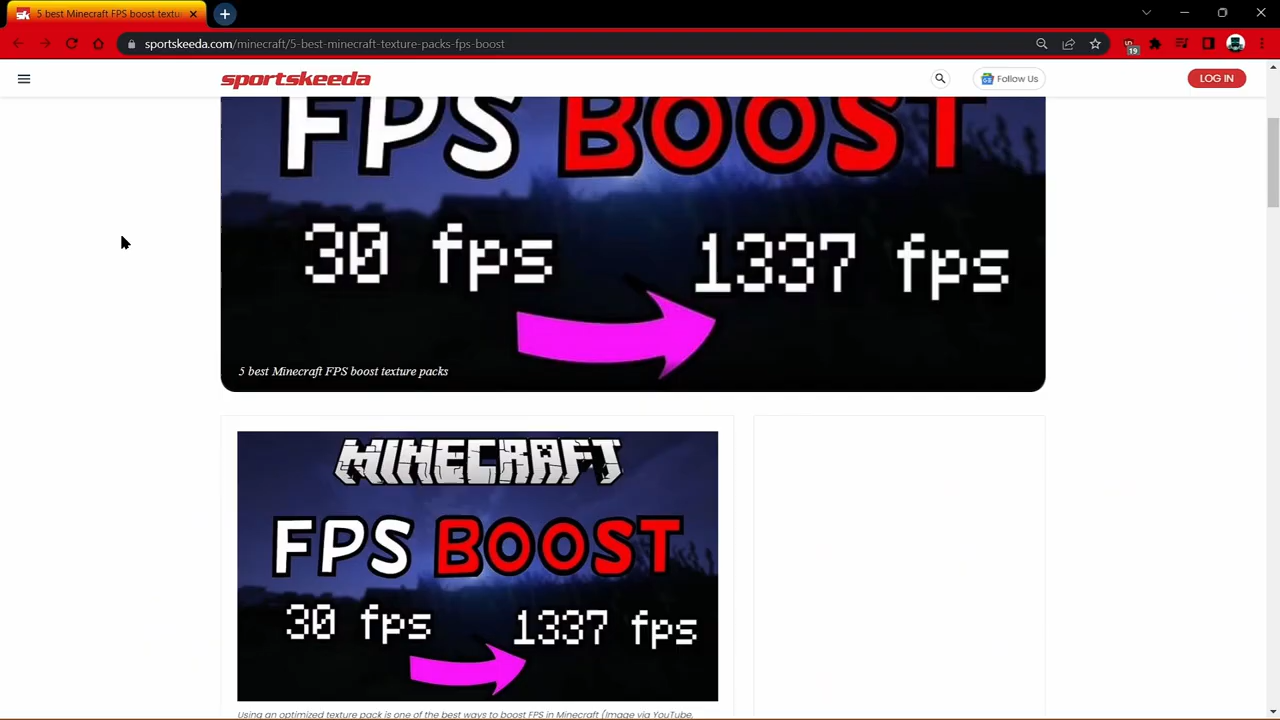 5 best Minecraft FPS boost textu
sportskeeda.com/minecraft/5-best-minecraft-texture-packs-fps-boost
19
sportskeeda
Follow Us
LOG IN
FPS BOOST
30 fps
1337 fps
5 best Minecraft FPS boost texture packs
MINECRAFT
FPS BOOST
30 fps
1337 fps
Using an optimized texture pack is one of the best ways to boost FPS in Minecraft (Image via YouTube,